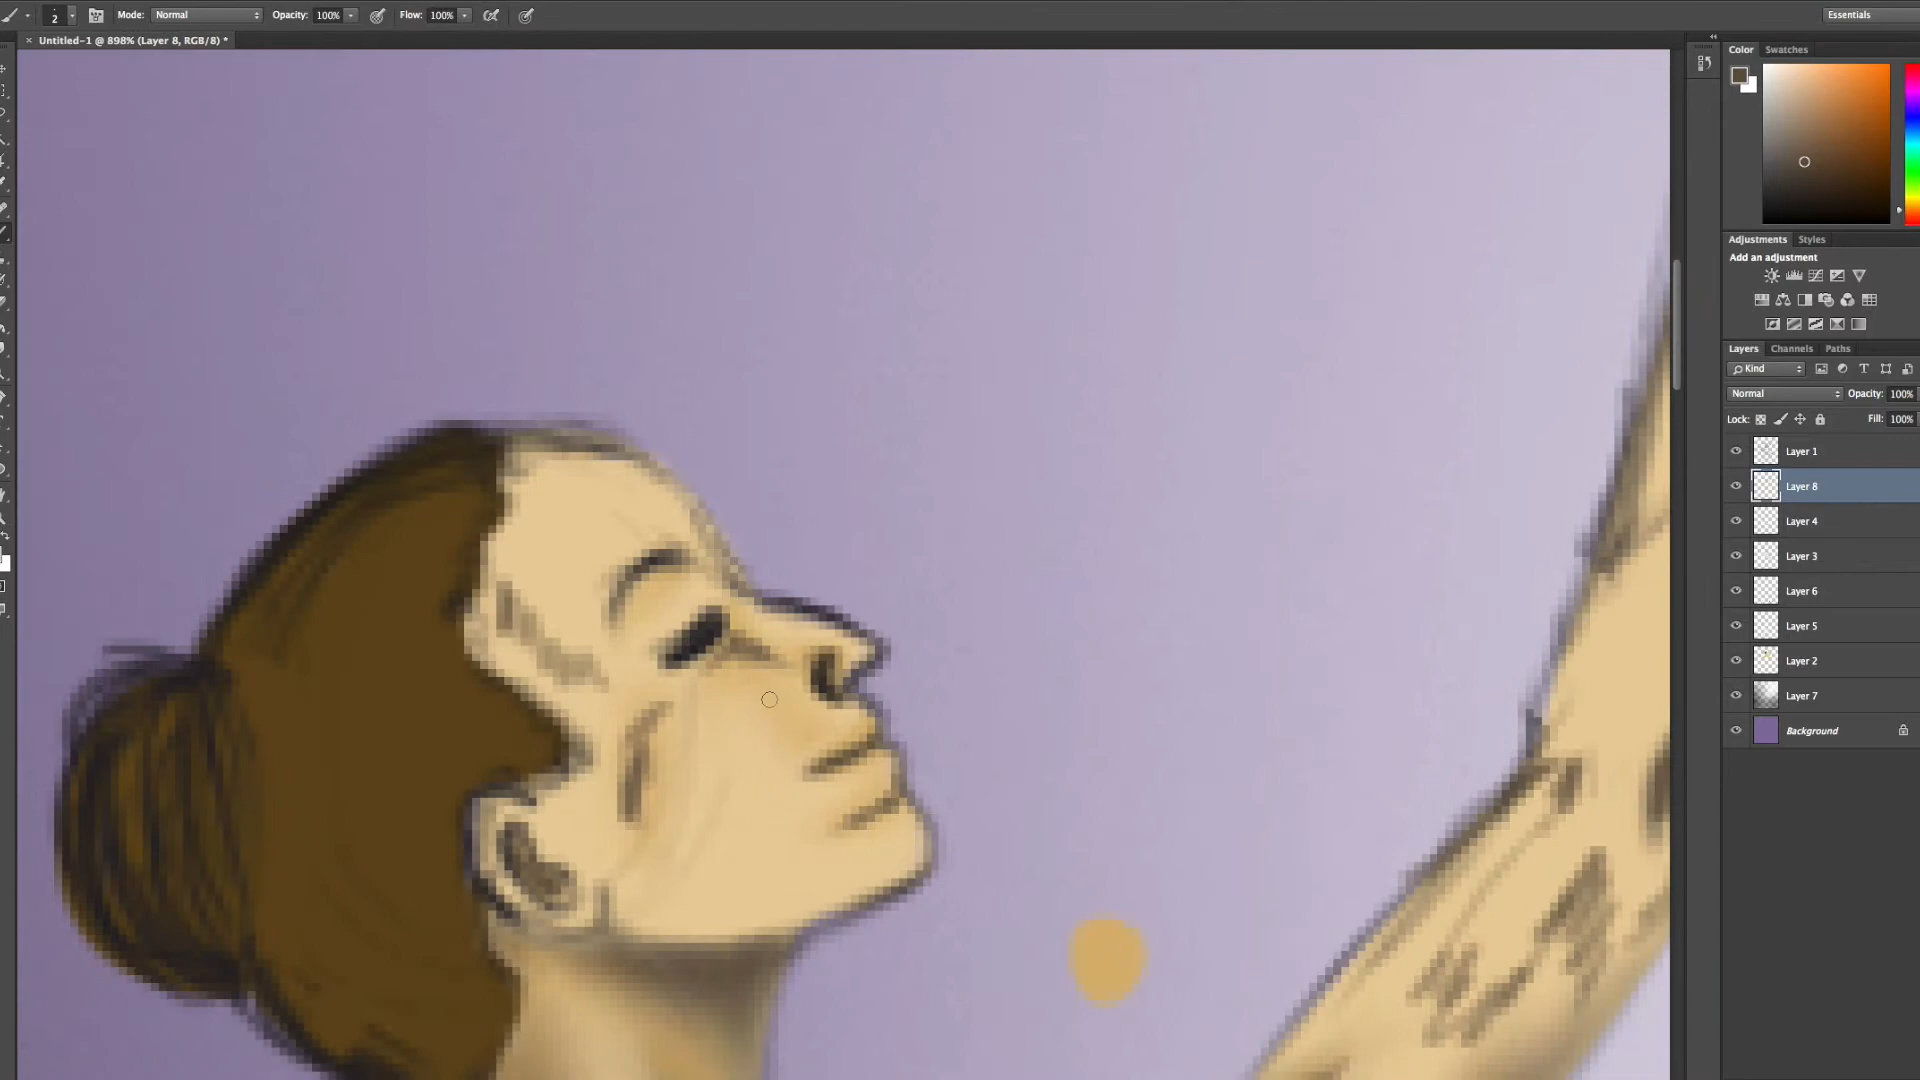 2 Mode: Normal Opacity: 100% Flow: 100% Essentials
× Untitled-1 @ 898% (Layer 8, RGB/8) *
Color Swatches
Adjustments Styles
Add an adjustment
Layers Channels Paths
Kind
Normal Opacity: 100%
Lock: Fill: 100%
Layer 1
Layer 8
Layer 4
Layer 3
Layer 6
Layer 5
Layer 2
Layer 7
Background